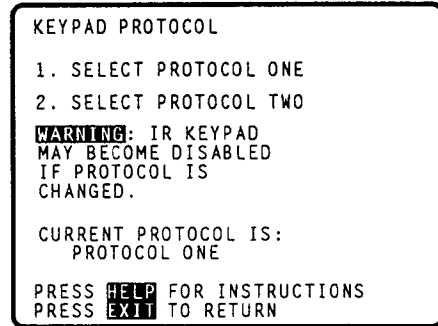 KEYPAD PROTOCOL
1. SELECT PROTOCOL ONE
2. SELECT PROTOCOL TWO
WARNING: IR KEYPAD
MAY BECOME DISABLED
IF PROTOCOL IS
CHANGED.
CURRENT PROTOCOL IS:
PROTOCOL ONE
PRESS HELP FOR INSTRUCTIONS
PRESS EXIT TO RETURN